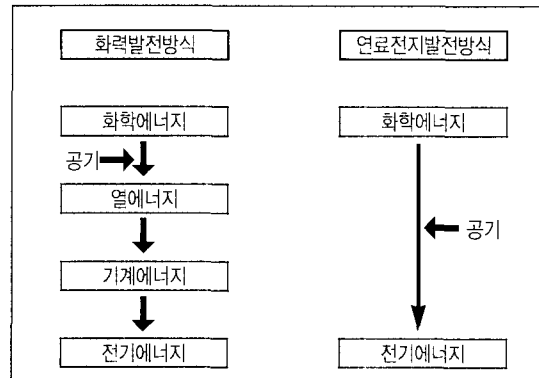 화력발전방식
연료전지발전방식
화학에너지
화학에너지
공기
열에너지
공기
기계에너지
전기에너지
전기에너지